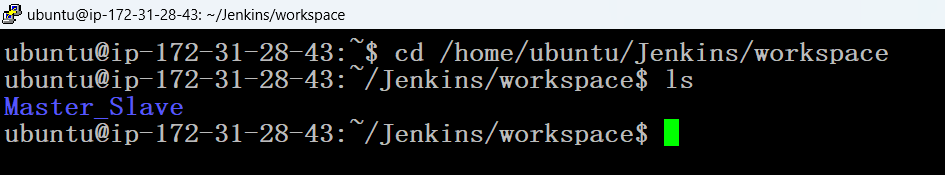 ubuntu@ip-172-31-28-43: ~/Jenkins/workspace
ubuntu@ip-172-31-28-43:~$ cd /home/ubuntu/Jenkins/workspace
ubuntu@ip-172-31-28-43:~/Jenkins/workspace$ ls
Master_Slave
ubuntu@ip-172-31-28-43:~/Jenkins/workspace$